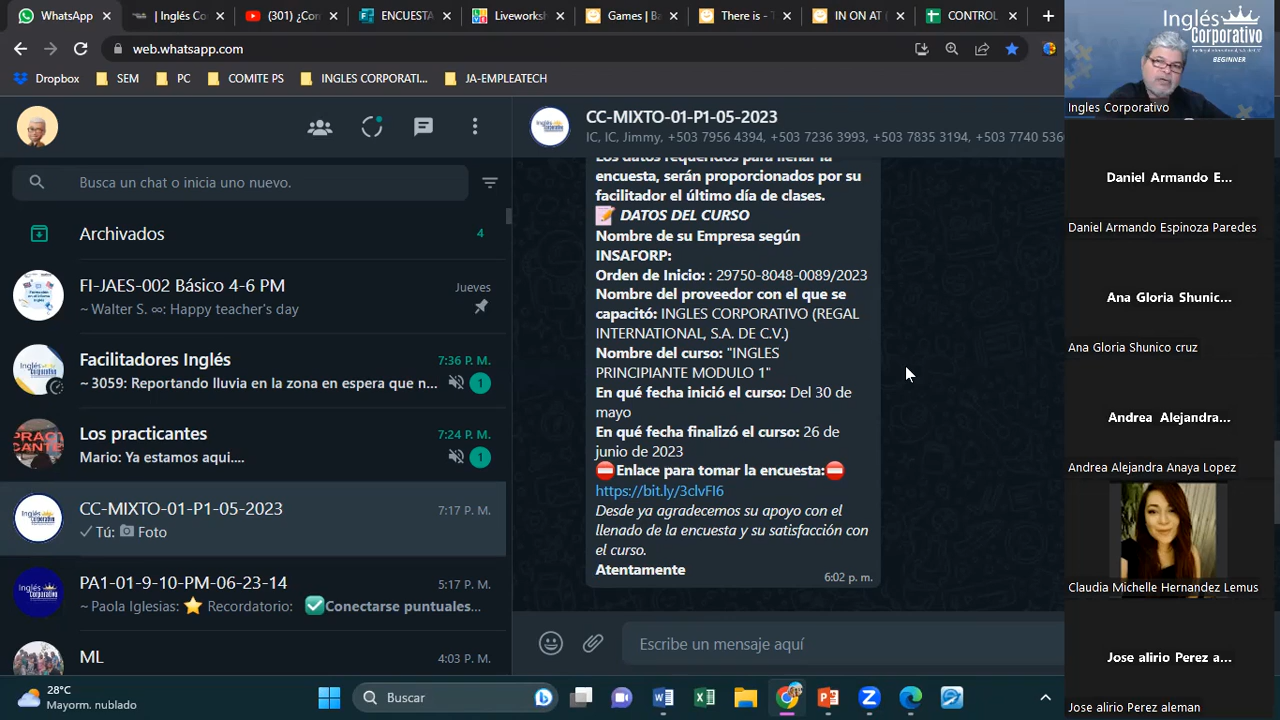 WhatsApp
| Inglés Co
(301) ¿Con
ENCUESTA
Liveworksh
Games | Ba
There is - T
IN ON AT (
CONTROL
web.whatsapp.com
Dropbox
SEM
PC
COMITE PS
INGLES CORPORATI...
JA-EMPLEATECH
Busca un chat o inicia uno nuevo.
Archivados
4
FI-JAES-002 Básico 4-6 PM
Jueves
~ Walter S. ∞: Happy teacher's day
Facilitadores Inglés
7:36 P. M.
~ 3059: Reportando lluvia en la zona en espera que n...
1
Los practicantes
7:24 P. M.
Mario: Ya estamos aqui....
1
CC-MIXTO-01-P1-05-2023
7:17 P. M.
✓ Tú: 📷 Foto
PA1-01-9-10-PM-06-23-14
5:17 P. M.
~ Paola Iglesias: ⭐ Recordatorio: ✅Conectarse puntuales...
ML
4:03 P. M.
CC-MIXTO-01-P1-05-2023
IC, IC, Jimmy, +503 7956 4394, +503 7236 3993, +503 7835 3194, +503 7740 536
Los datos requeridos para llenar la
encuesta, serán proporcionados por su
facilitador el último día de clases.
📝 DATOS DEL CURSO
Nombre de su Empresa según
INSAFORP:
Orden de Inicio: : 29750-8048-0089/2023
Nombre del proveedor con el que se
capacitó: INGLES CORPORATIVO (REGAL
INTERNATIONAL, S.A. DE C.V.)
Nombre del curso: "INGLES
PRINCIPIANTE MODULO 1"
En qué fecha inició el curso: Del 30 de
mayo
En qué fecha finalizó el curso: 26 de
junio de 2023
⛔Enlace para tomar la encuesta:⛔
https://bit.ly/3clvFI6
Desde ya agradecemos su apoyo con el
llenado de la encuesta y su satisfacción con
el curso.
Atentamente
6:02 p. m.
Escribe un mensaje aquí
Inglés
Corporativo
BEGINNER
Ingles Corporativo
Daniel Armando E...
Daniel Armando Espinoza Paredes
Ana Gloria Shunic...
Ana Gloria Shunico cruz
Andrea Alejandra...
Andrea Alejandra Anaya Lopez
Claudia Michelle Hernandez Lemus
Jose alirio Perez a...
Jose alirio Perez aleman
28°C
Mayorm. nublado
Buscar